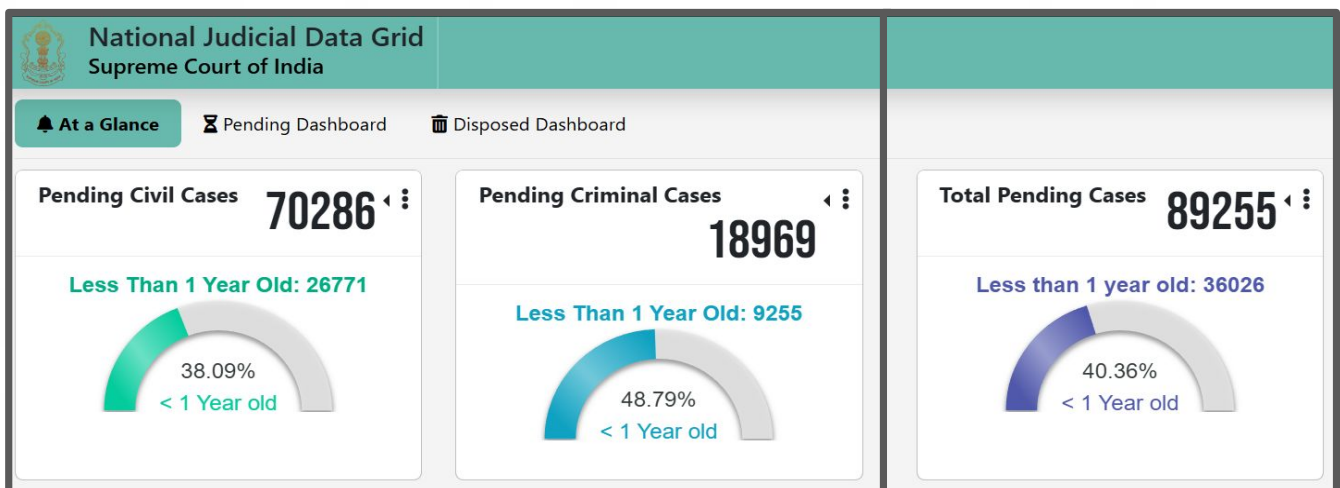 National Judicial Data Grid
Supreme Court of India
At a Glance
Pending Dashboard
Disposed Dashboard
Pending Civil Cases
70286
Less Than 1 Year Old: 26771
38.09%
< 1 Year old
Pending Criminal Cases
18969
Less Than 1 Year Old: 9255
48.79%
< 1 Year old
Total Pending Cases
89255
Less than 1 year old: 36026
40.36%
< 1 Year old